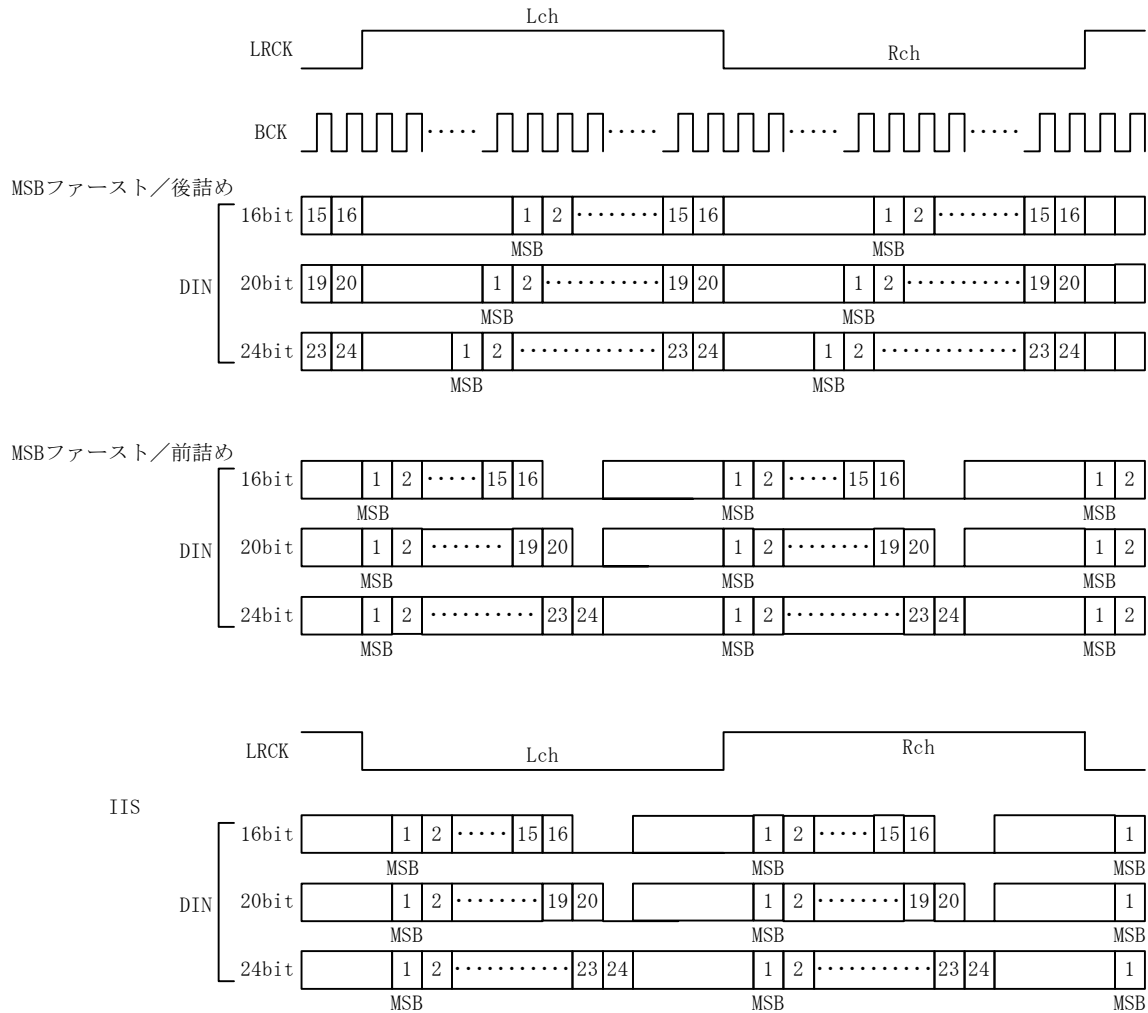 Lch
LRCK
Rch
BCK ····· ····· ····· ·····
MSBファースト／後詰め
16bit 15 16 1 2 ········· 15 16 1 2 ········· 15 16
MSB MSB
DIN
20bit 19 20 1 2 ··········· 19 20 1 2 ··········· 19 20
MSB MSB
24bit 23 24 1 2 ············· 23 24 1 2 ············· 23 24
MSB MSB
MSBファースト／前詰め
16bit 1 2 ····· 15 16 1 2 ····· 15 16 1 2
MSB MSB MSB
DIN
20bit 1 2 ······· 19 20 1 2 ········ 19 20 1 2
MSB MSB MSB
24bit 1 2 ·········· 23 24 1 2 ··········· 23 24 1 2
MSB MSB MSB
LRCK
Lch
Rch
IIS
16bit 1 2 ····· 15 16 1 2 ····· 15 16 1
MSB MSB MSB
DIN
20bit 1 2 ········ 19 20 1 2 ········ 19 20 1
MSB MSB MSB
24bit 1 2 ··········· 23 24 1 2 ··········· 23 24 1
MSB MSB MSB